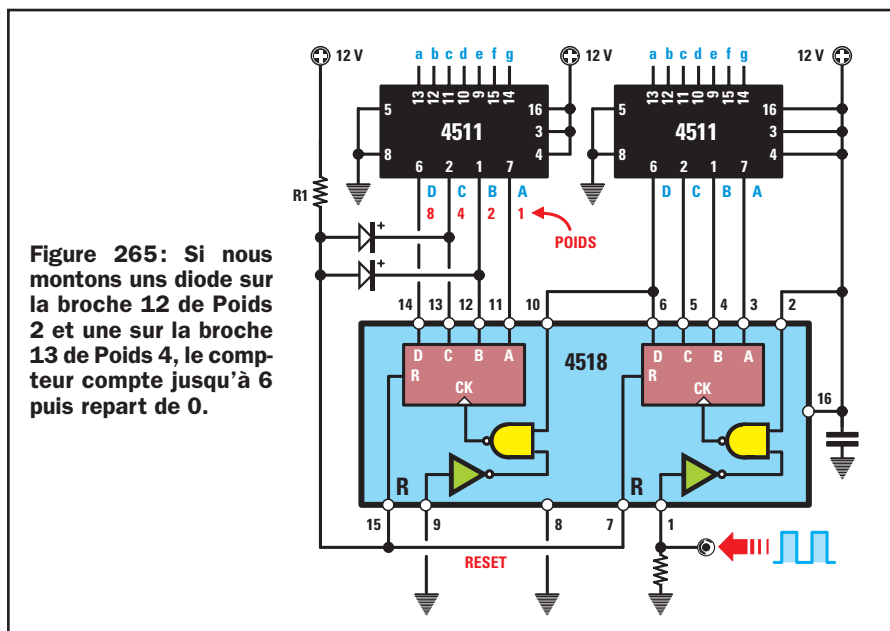 12 V
a b c d e f g
12 V
a b c d e f g
12 V
13 12 11 10 9 15 14
13 12 11 10 9 15 14
5
16
5
16
4511
3
4511
3
8
4
8
4
6 2 1 7
6 2 1 7
R1
D C B A
D C B A
8 4 2 1
POIDS
Figure 265: Si nous
montons uns diode sur
la broche 12 de Poids
2 et une sur la broche
13 de Poids 4, le comp-
teur compte jusqu'à 6
puis repart de 0.
+
+
14 13 12 11 10 6 5 4 3 2
D C B A
4518
D C B A
R
R
CK
CK
16
R
R
15 9 8 7 1
RESET